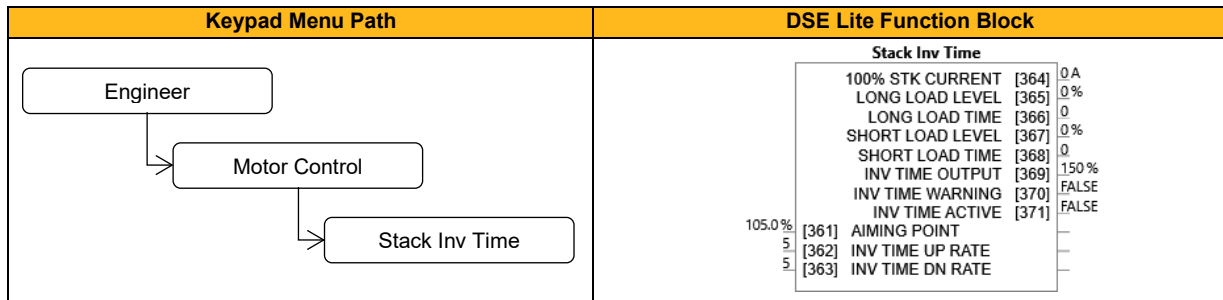 Keypad Menu Path
DSE Lite Function Block
Engineer
Motor Control
Stack Inv Time
Stack Inv Time
100% STK CURRENT [364] 0 A
LONG LOAD LEVEL [365] 0 %
LONG LOAD TIME [366] 0
SHORT LOAD LEVEL [367] 0 %
SHORT LOAD TIME [368] 0
INV TIME OUTPUT [369] 150 %
INV TIME WARNING [370] FALSE
INV TIME ACTIVE [371] FALSE
105.0 % [361] AIMING POINT
5 [362] INV TIME UP RATE
5 [363] INV TIME DN RATE